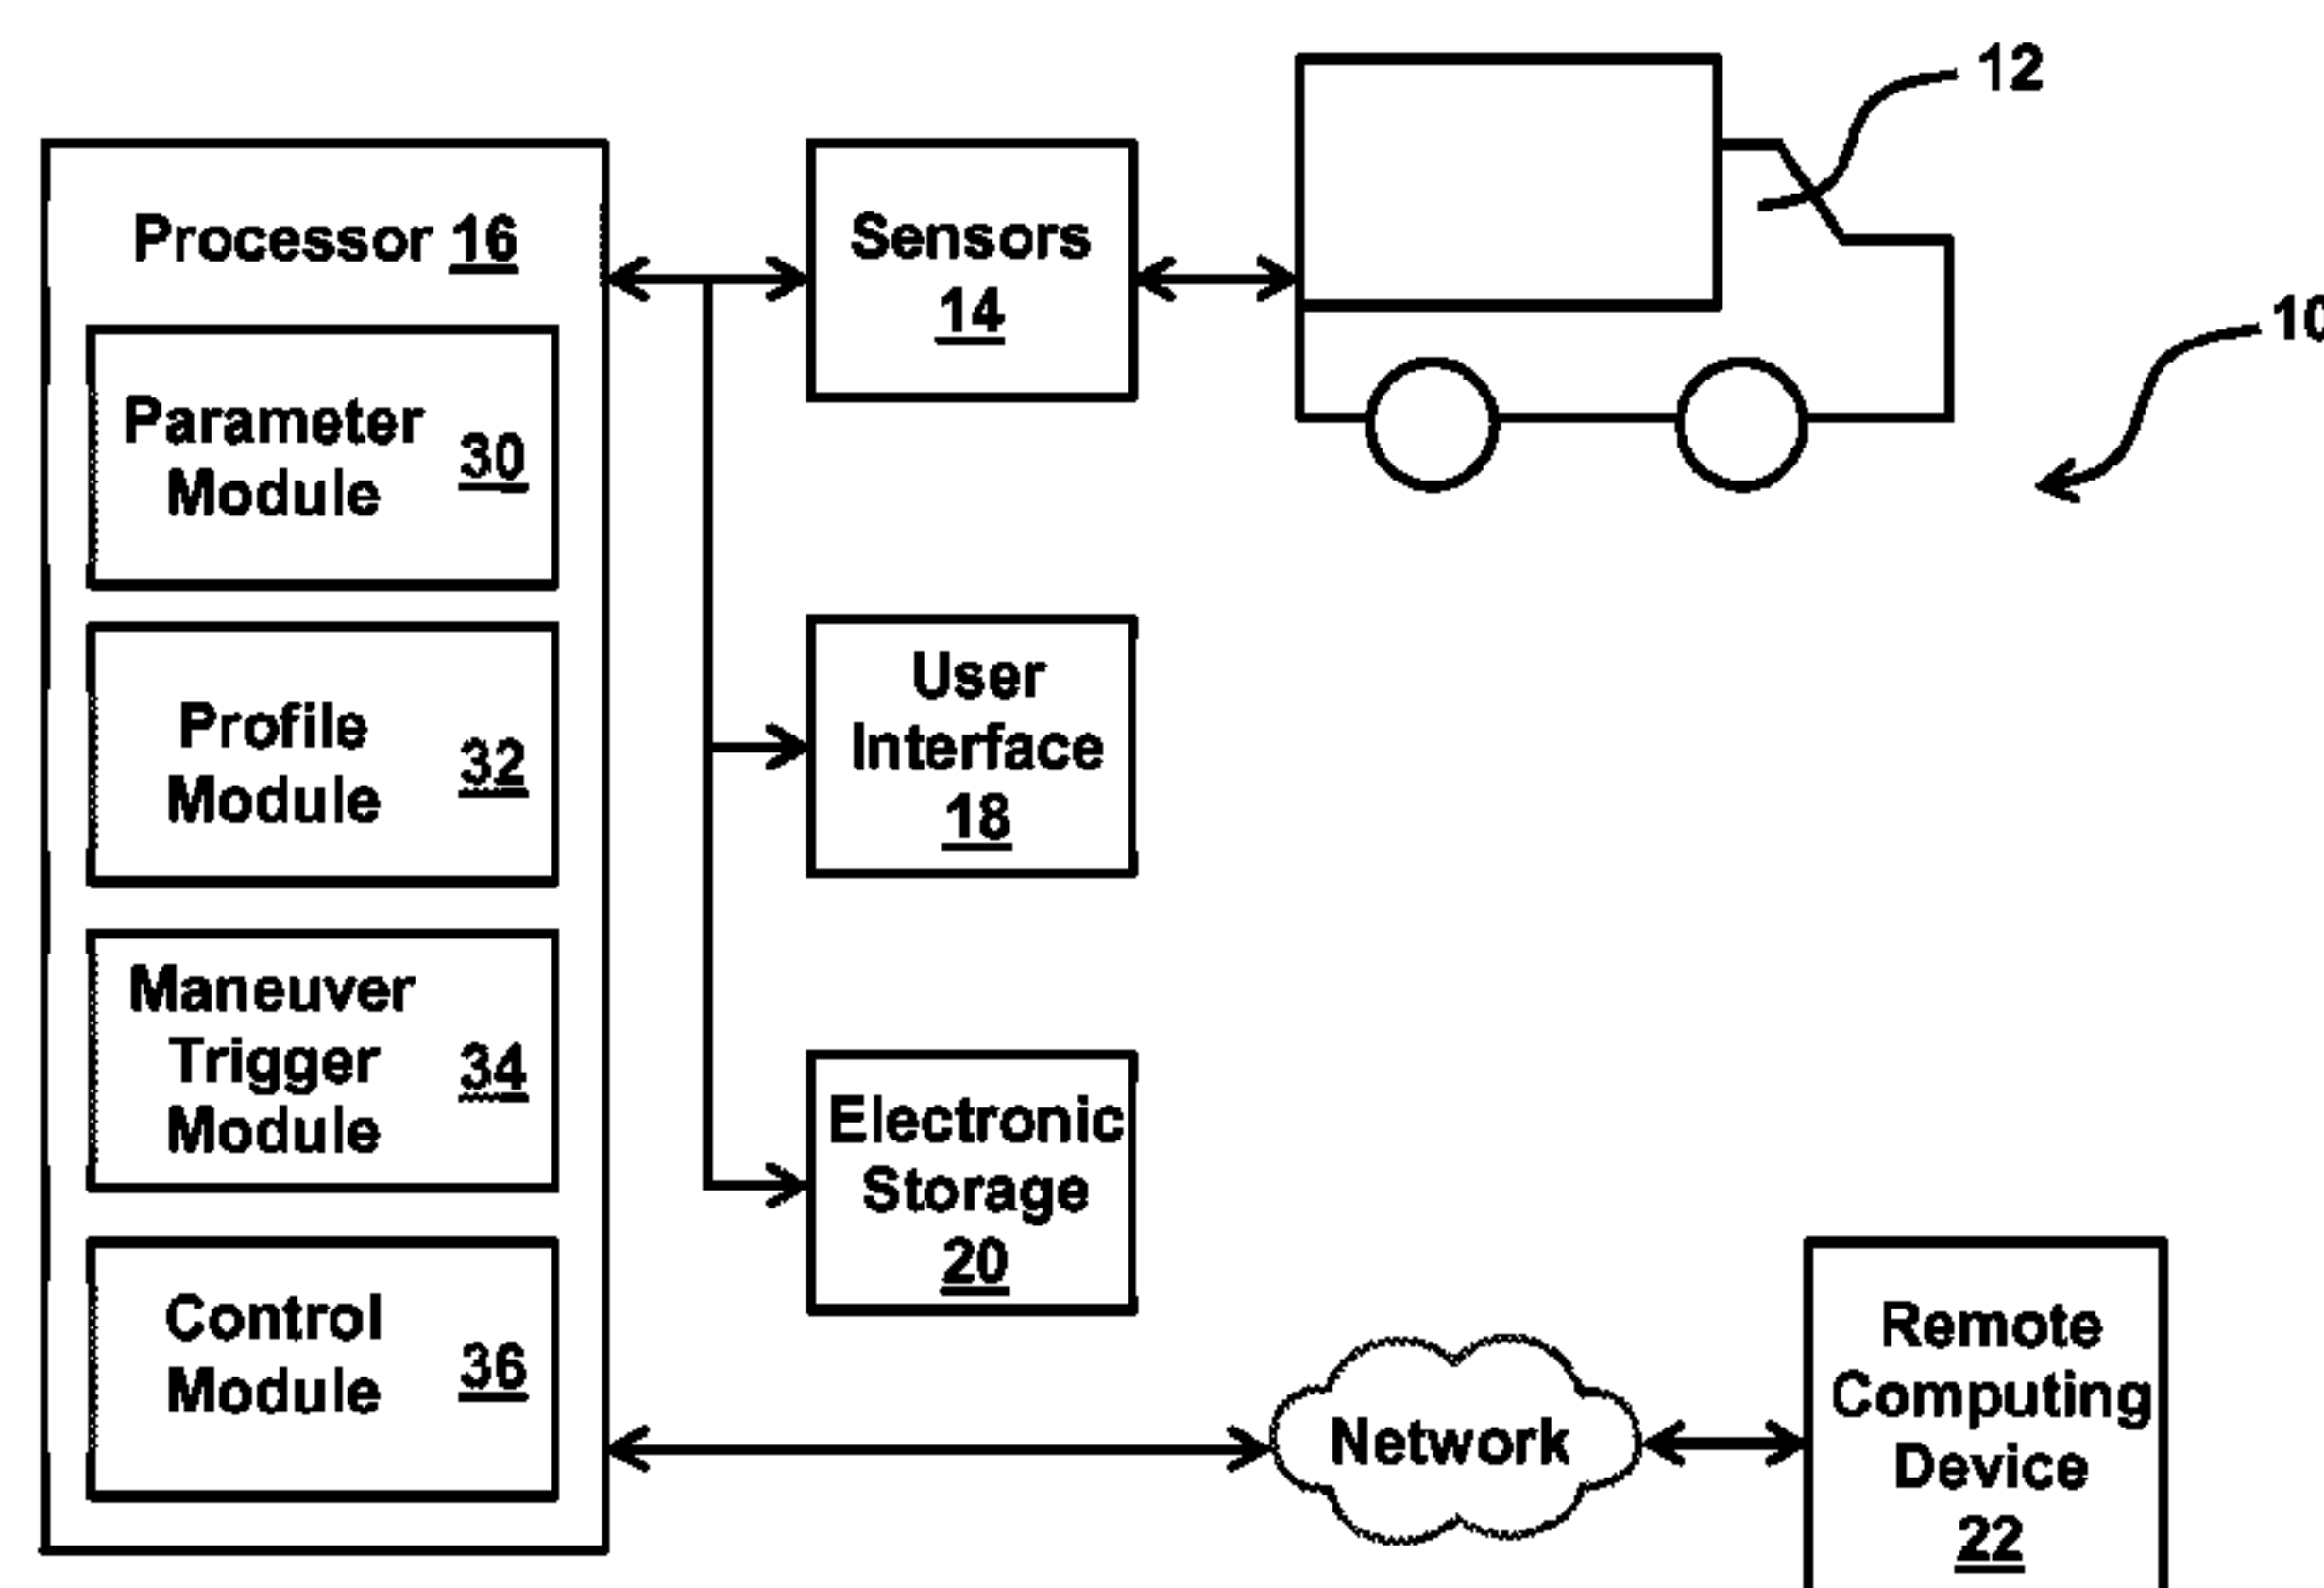 12
10
Processor 16
Parameter
Module
30
Profile
Module
32
Maneuver
Trigger
Module
34
Control
Module
36
Sensors
14
User
Interface
18
Electronic
Storage
20
Network
Remote
Computing
Device
22